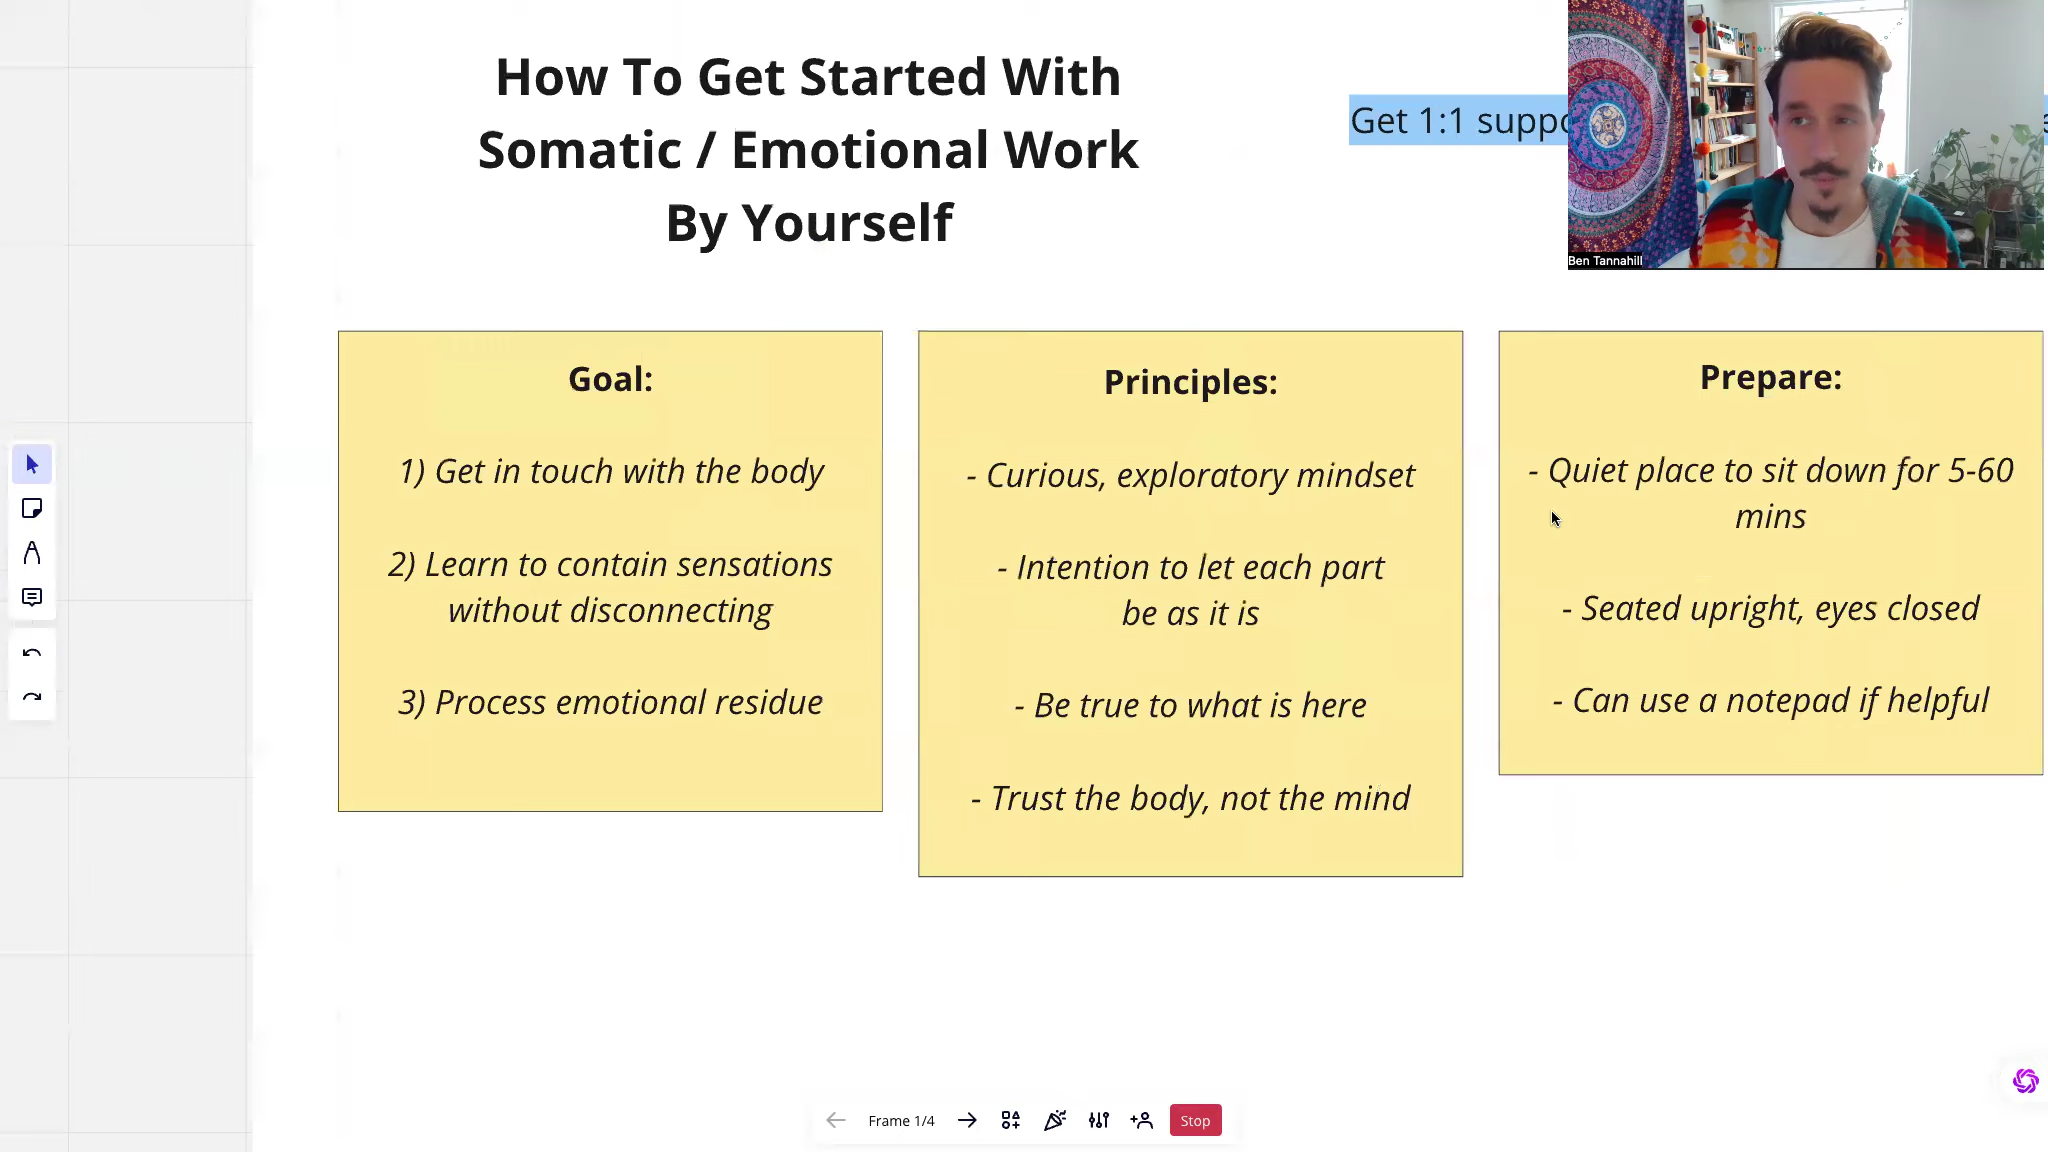 How To Get Started With
Somatic / Emotional Work
By Yourself
Get 1:1
Ben Tannahill
Goal:
1) Get in touch with the body
2) Learn to contain sensations
without disconnecting
3) Process emotional residue
Principles:
- Curious, exploratory mindset
- Intention to let each part
be as it is
- Be true to what is here
- Trust the body, not the mind
Prepare:
- Quiet place to sit down for 5-60
mins
- Seated upright, eyes closed
- Can use a notepad if helpful
Frame 1/4
Stop